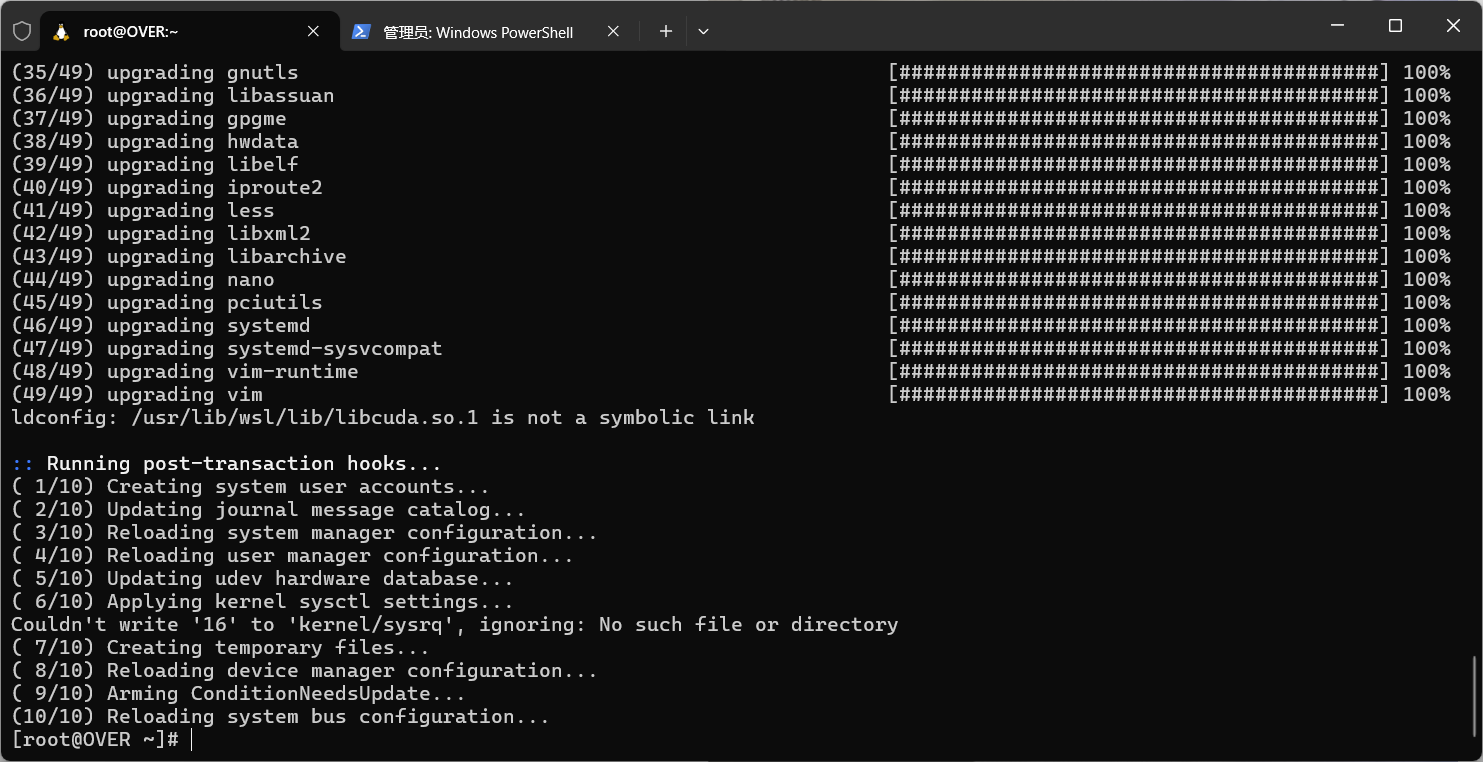 root@OVER:~
管理员: Windows PowerShell
(35/49) upgrading gnutls [########################################] 100%
(36/49) upgrading libassuan [########################################] 100%
(37/49) upgrading gpgme [########################################] 100%
(38/49) upgrading hwdata [########################################] 100%
(39/49) upgrading libelf [########################################] 100%
(40/49) upgrading iproute2 [########################################] 100%
(41/49) upgrading less [########################################] 100%
(42/49) upgrading libxml2 [########################################] 100%
(43/49) upgrading libarchive [########################################] 100%
(44/49) upgrading nano [########################################] 100%
(45/49) upgrading pciutils [########################################] 100%
(46/49) upgrading systemd [########################################] 100%
(47/49) upgrading systemd-sysvcompat [########################################] 100%
(48/49) upgrading vim-runtime [########################################] 100%
(49/49) upgrading vim [########################################] 100%
ldconfig: /usr/lib/wsl/lib/libcuda.so.1 is not a symbolic link
:: Running post-transaction hooks...
( 1/10) Creating system user accounts...
( 2/10) Updating journal message catalog...
( 3/10) Reloading system manager configuration...
( 4/10) Reloading user manager configuration...
( 5/10) Updating udev hardware database...
( 6/10) Applying kernel sysctl settings...
Couldn't write '16' to 'kernel/sysrq', ignoring: No such file or directory
( 7/10) Creating temporary files...
( 8/10) Reloading device manager configuration...
( 9/10) Arming ConditionNeedsUpdate...
(10/10) Reloading system bus configuration...
[root@OVER ~]#